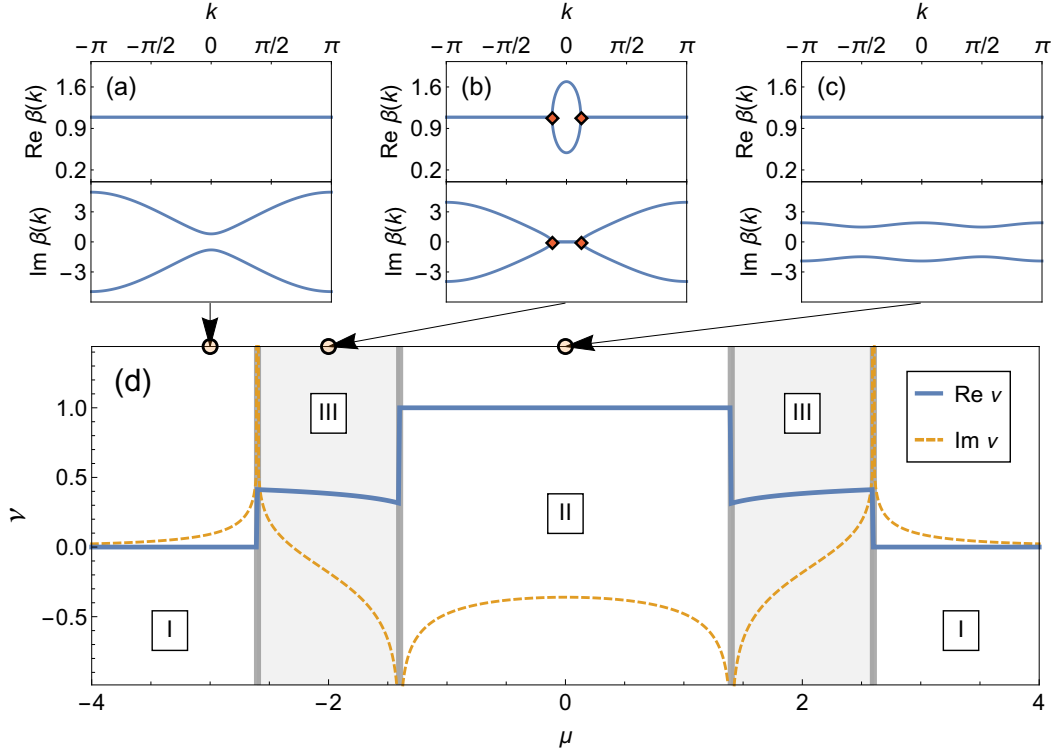 k k k
−π −π/2 0 π/2 π −π −π/2 0 π/2 π −π −π/2 0 π/2 π
(a) (b) (c)
Re β(k) 1.6 0.9 0.2
Re β(k) 1.6 0.9 0.2
Re β(k) 1.6 0.9 0.2
Im β(k) 3 0 −3
Im β(k) 3 0 −3
Im β(k) 3 0 −3
(d)
III III
Re ν
Im ν
II
I I
ν
1.0
0.5
0.0
−0.5
−4 −2 0 2 4
μ